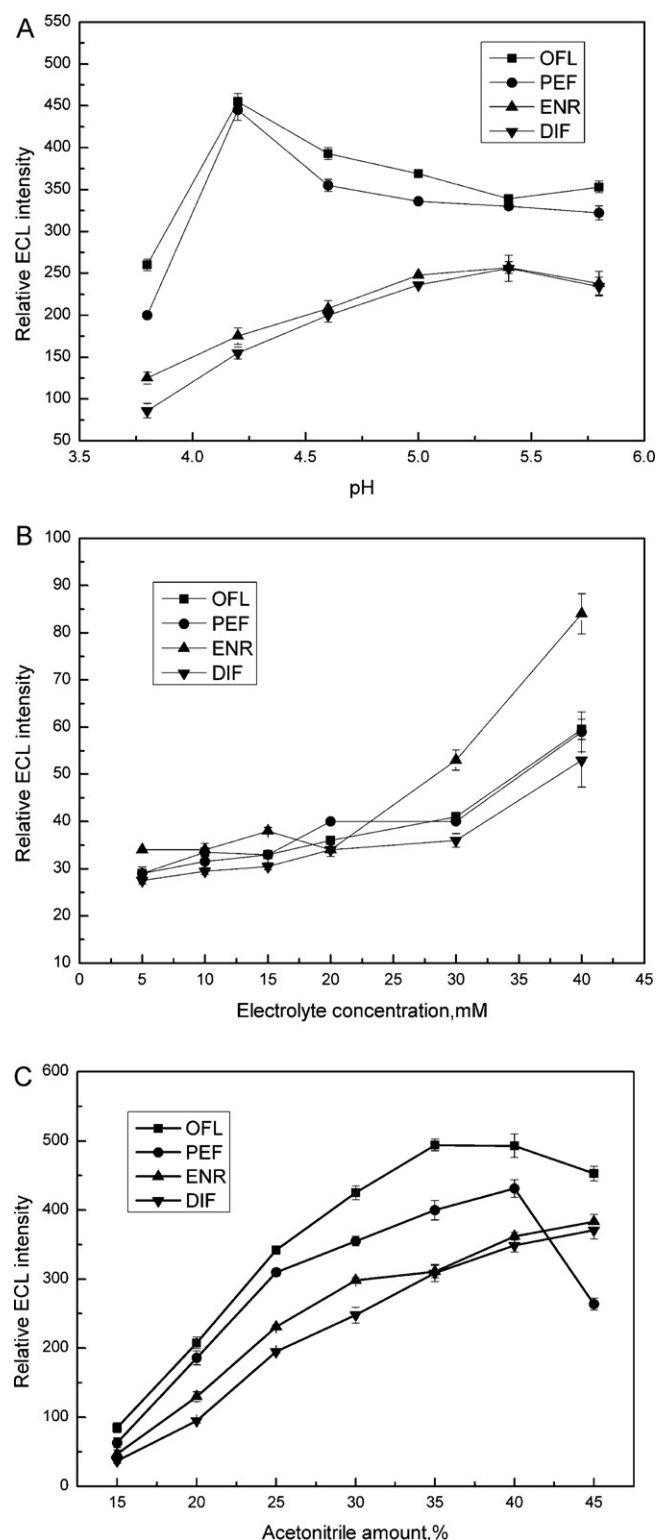 A
550
500
450
400
350
300
250
200
150
100
50
Relative ECL intensity
OFL
PEF
ENR
DIF
3.5
4.0
4.5
5.0
5.5
6.0
pH
B
100
90
80
70
60
50
40
30
20
10
Relative ECL intensity
OFL
PEF
ENR
DIF
0
5
10
15
20
25
30
35
40
45
Electrolyte concentration,mM
C
600
500
400
300
200
100
0
Relative ECL intensity
OFL
PEF
ENR
DIF
15
20
25
30
35
40
45
Acetonitrile amount,%